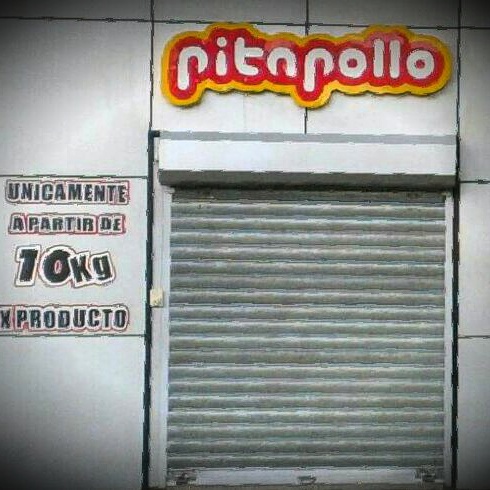 pitapollo
UNICAMENTE
A PARTIR DE
10Kg
X PRODUCTO